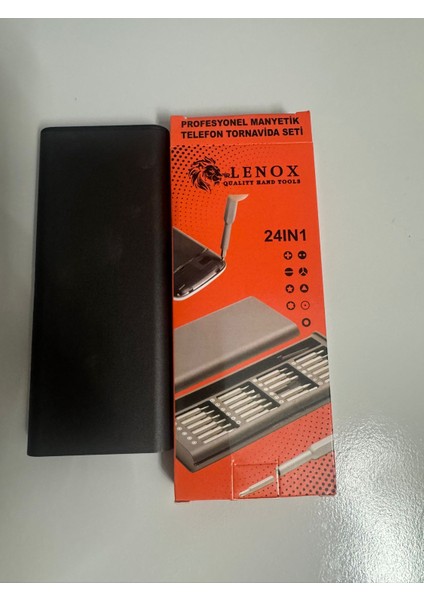 PROFESYONEL MANYETİK
TELEFON TORNAVİDA SETİ
LENOX
QUALITY HAND TOOLS
24IN1